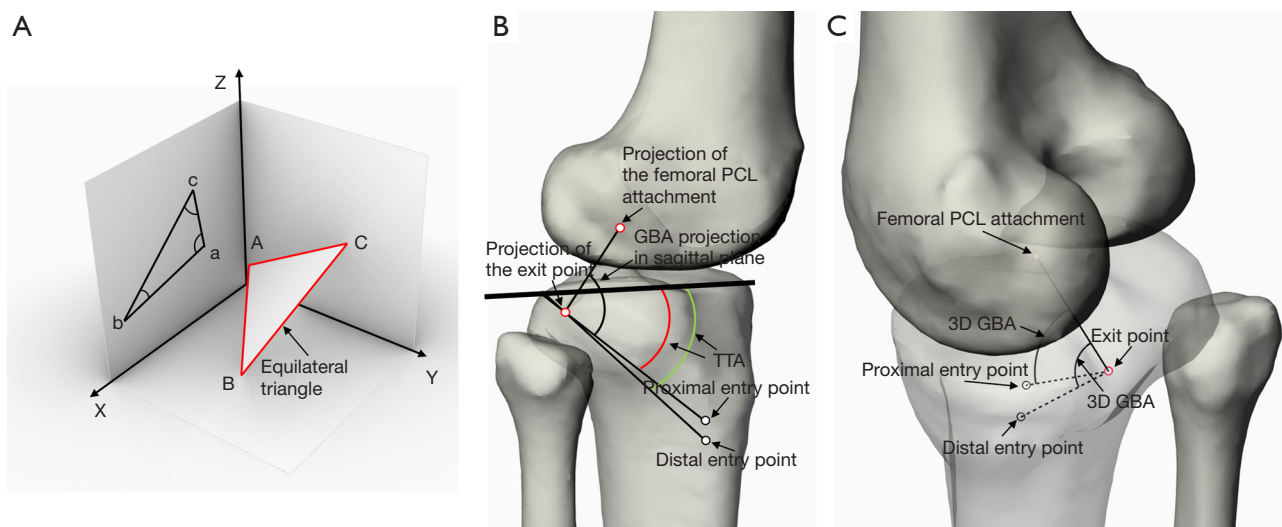 A
Z
c
a
b
A
C
B
Equilateral
triangle
X
Y
B
Projection of
the femoral PCL
attachment
Projection of
the exit point
GBA projection
in sagittal plane
TTA
Proximal entry point
Distal entry point
C
Femoral PCL attachment
3D GBA
Exit point
Proximal entry point
3D GBA
Distal entry point